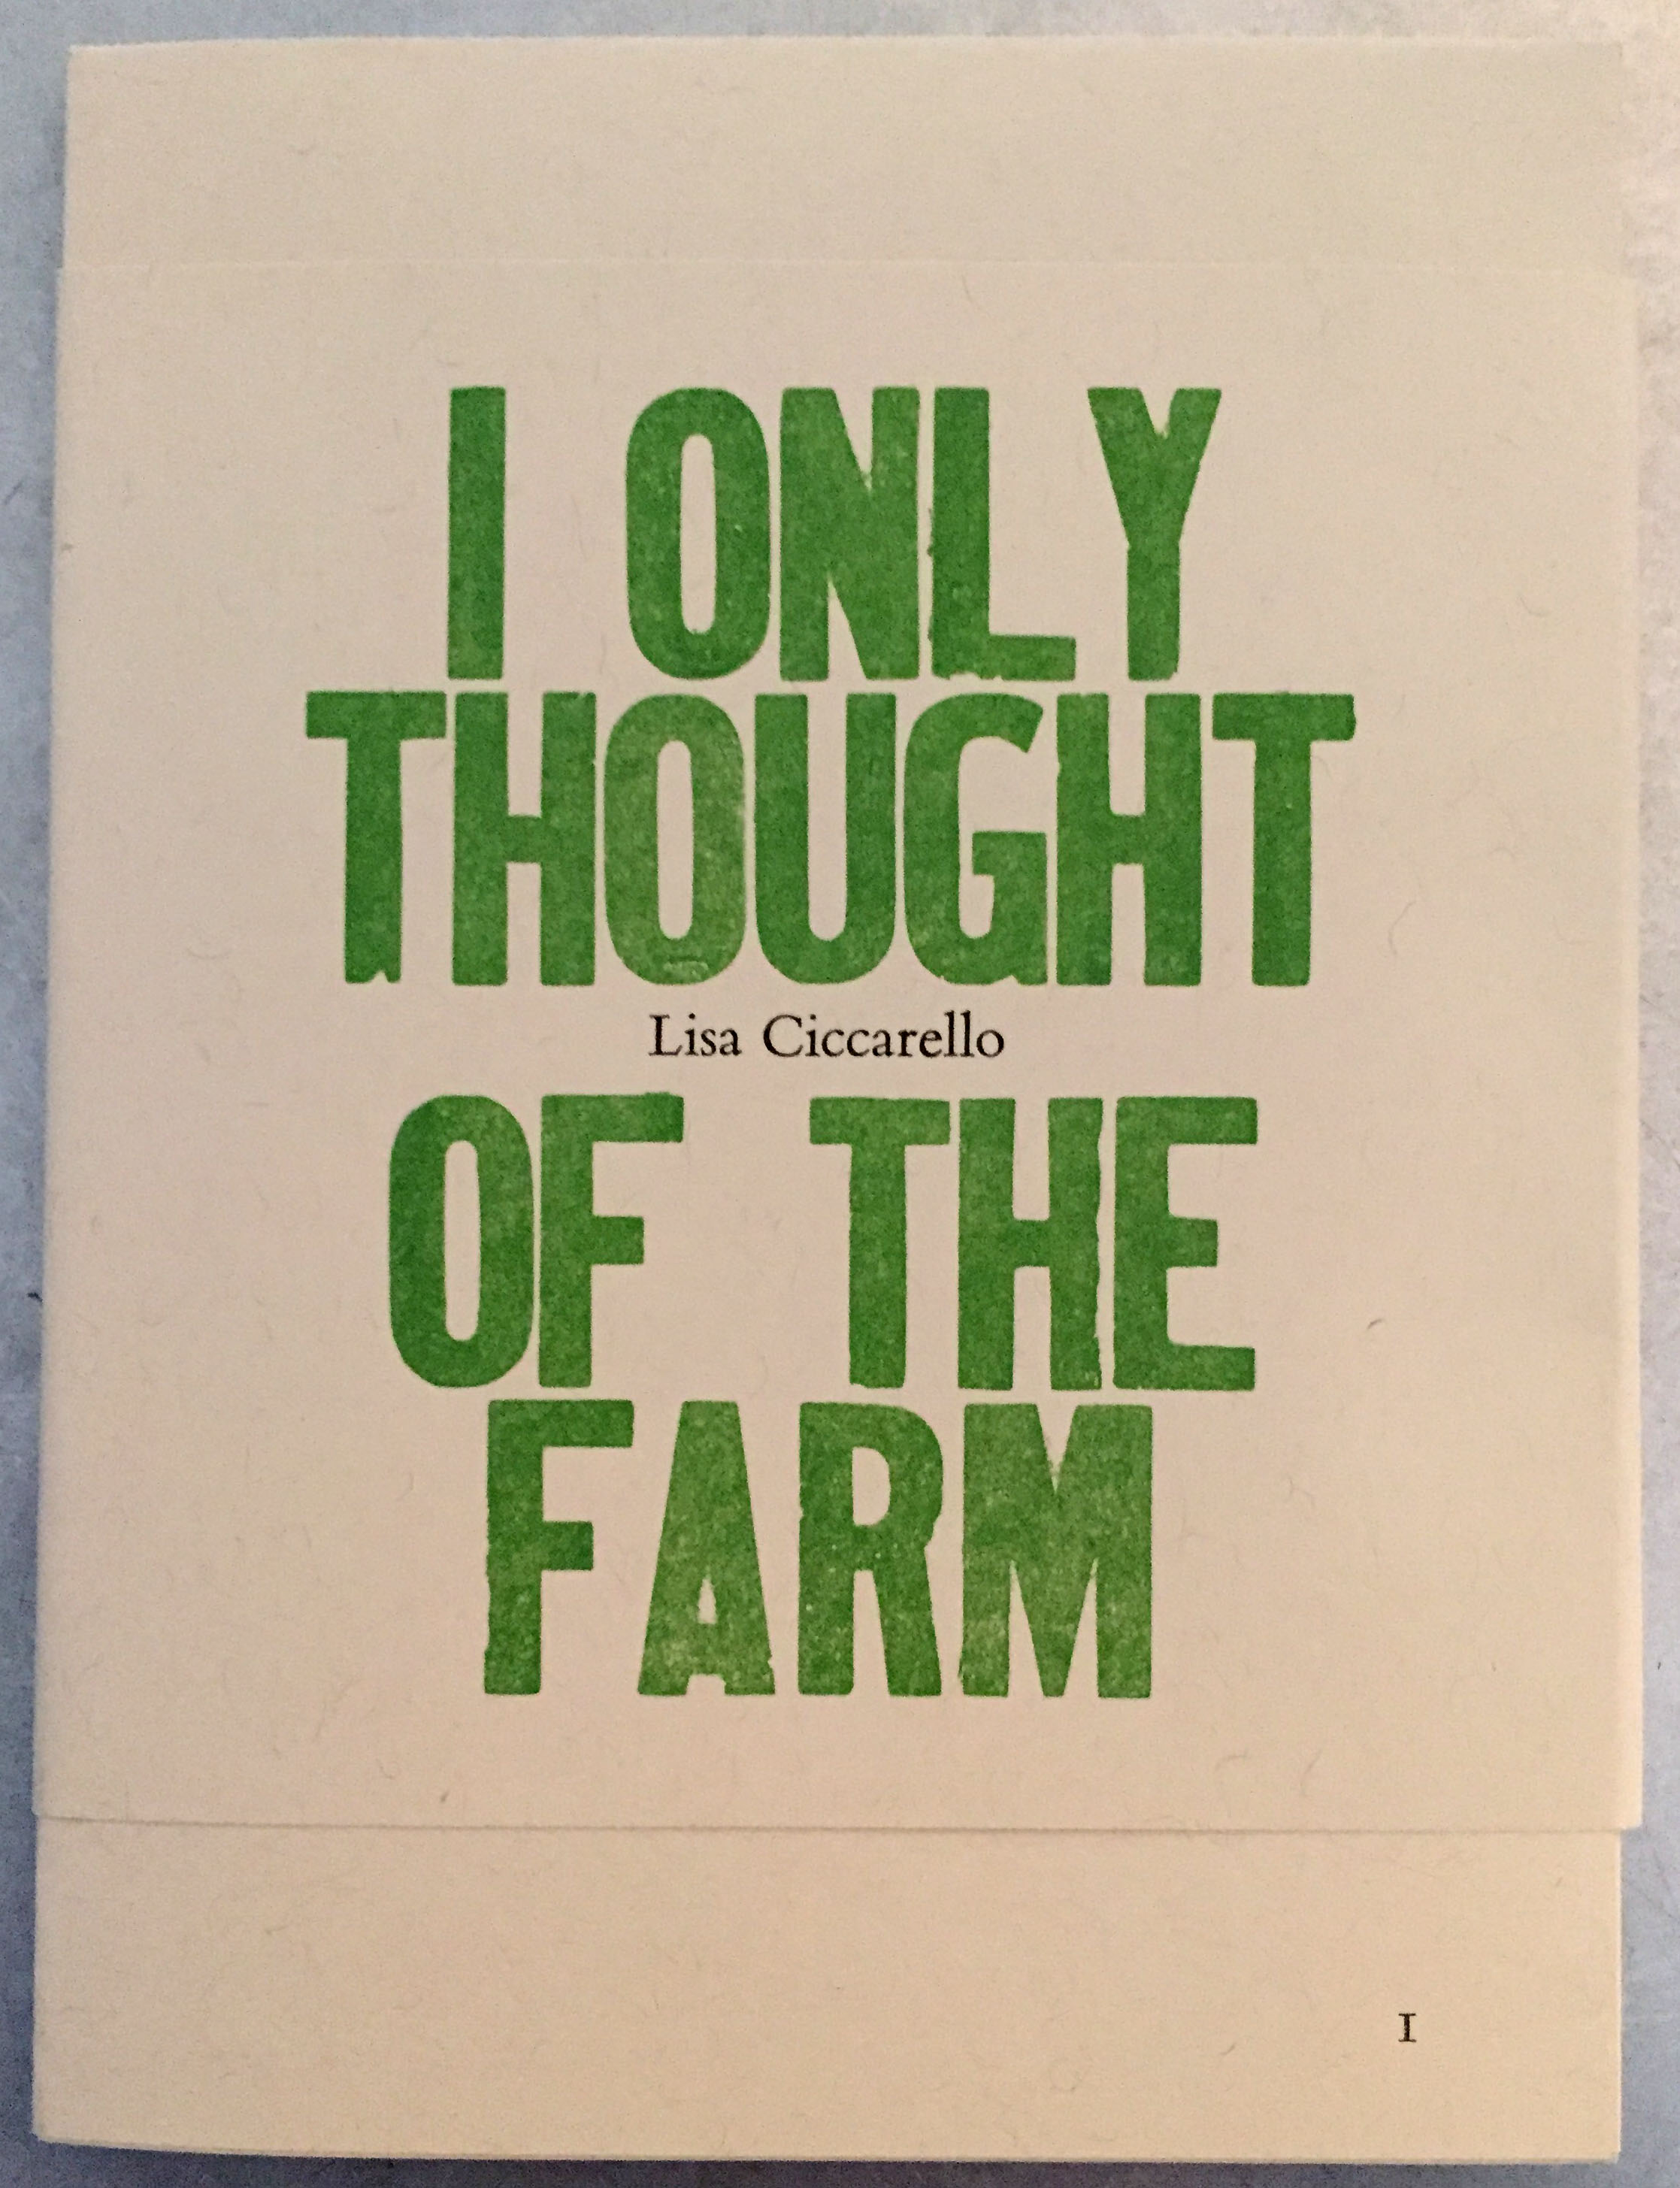 I ONLY
THOUGHT
Lisa Ciccarello
OF THE
FARM
I